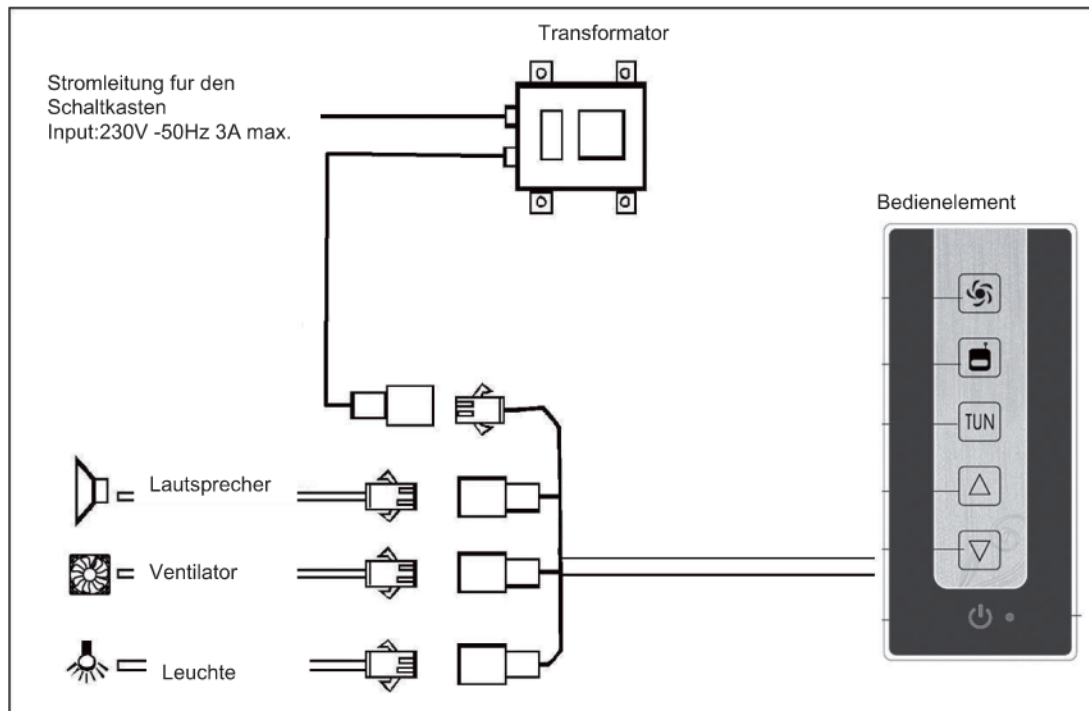 Transformator
Stromleitung fur den
Schaltkasten
Input:230V -50Hz 3A max.
Bedienelement
TUN
Lautsprecher
Ventilator
Leuchte